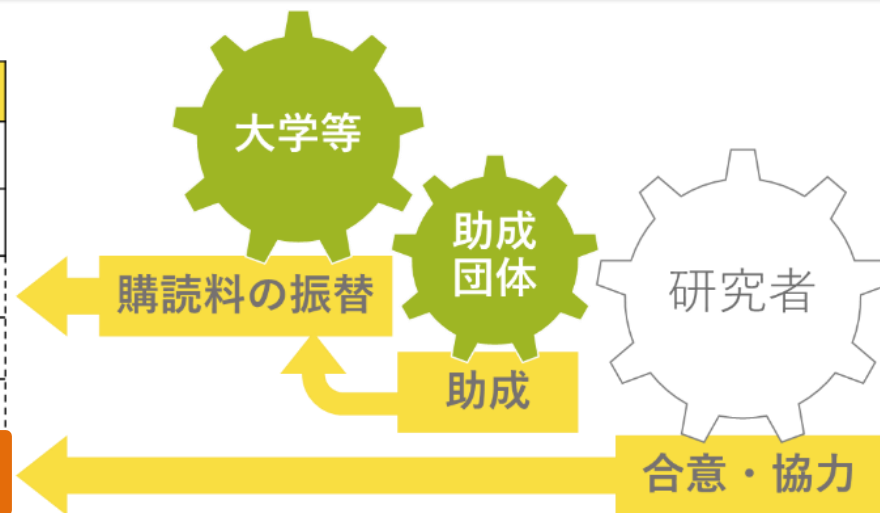 大学等
助成
団体
研究者
購読料の振替
助成
合意・協力